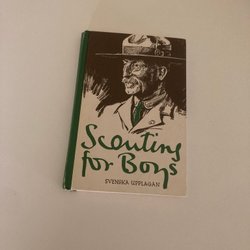 Scouting
for Boys
SVENSKA UPPLAGAN